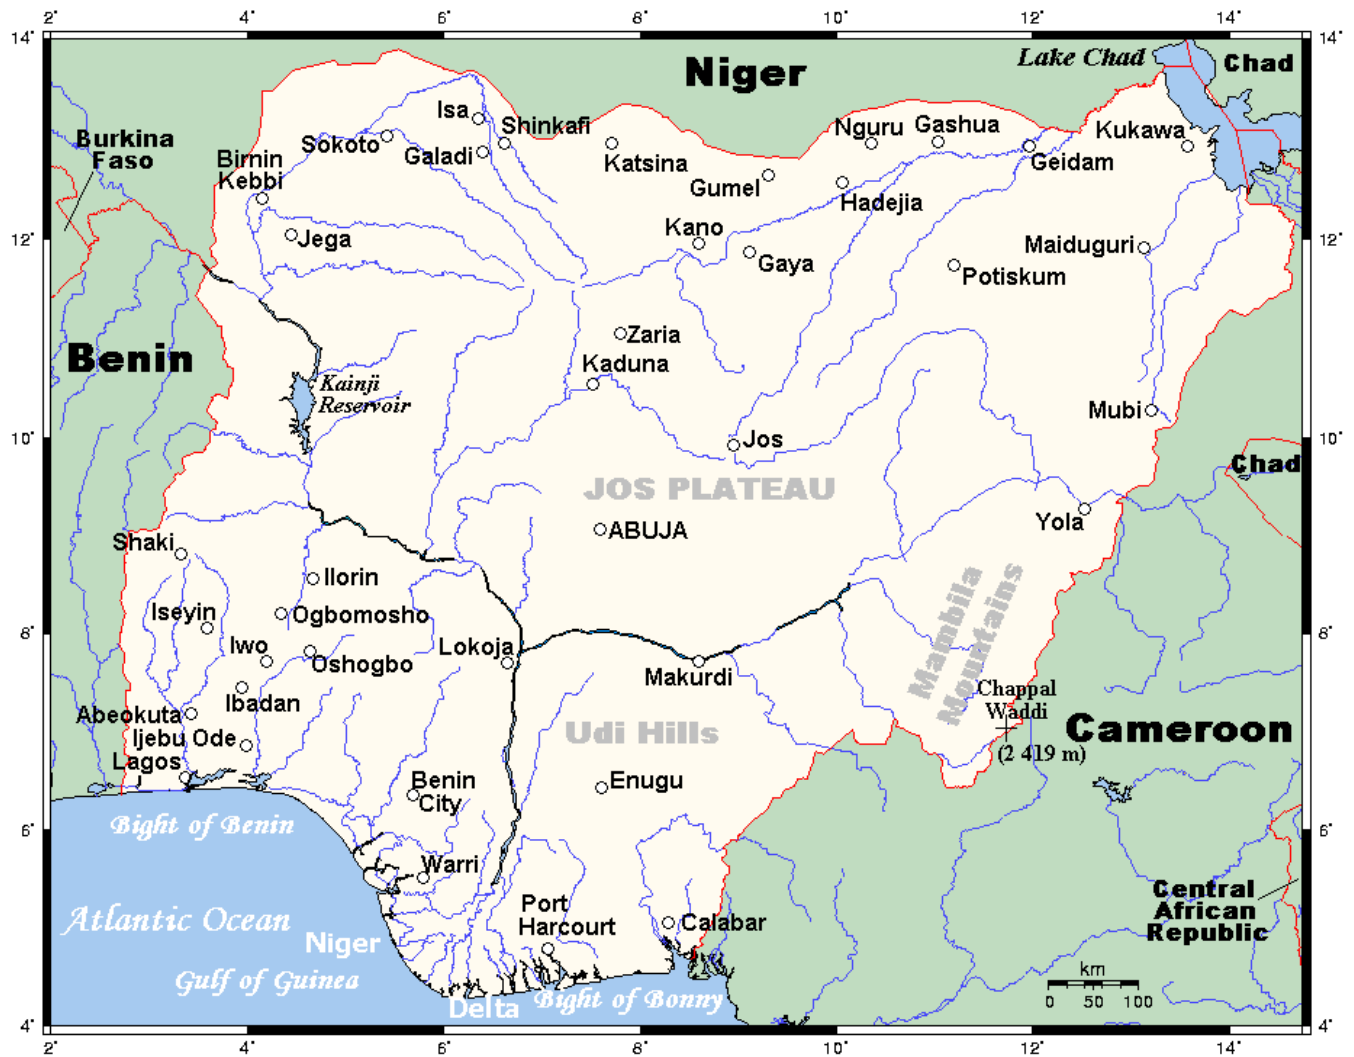 2° 4° 6° 8° 10° 12° 14°
14° 14°
Lake Chad
Chad
Niger
Isa
Shinkafi
Nguru
Gashua
Kukawa
Burkina
Faso
Sokoto
Galadi
Birnin
Kebbi
Katsina
Geidam
Gumel
Hadejia
Kano
12° 12°
Jega
Maiduguri
Gaya
Potiskum
Zaria
Benin
Kaduna
Kainji
Reservoir
Mubi
10° 10°
Jos
Chad
JOS PLATEAU
Yola
ABUJA
Shaki
Ilorin
Iseyin
Ogbomosho
8° 8°
Iwo
Lokoja
Oshogbo
Makurdi
Mambila
Mountains
Ibadan
Chappal
Waddi
Abeokuta
Ijebu Ode
Udi Hills
Cameroon
(2 419 m)
Lagos
Benin
City
Enugu
6° 6°
Bight of Benin
Warri
Central
African
Republic
Port
Harcourt
Calabar
Atlantic Ocean
Niger
Gulf of Guinea
km
0 50 100
Delta
Bight of Bonny
4° 4°
2° 4° 6° 8° 10° 12° 14°